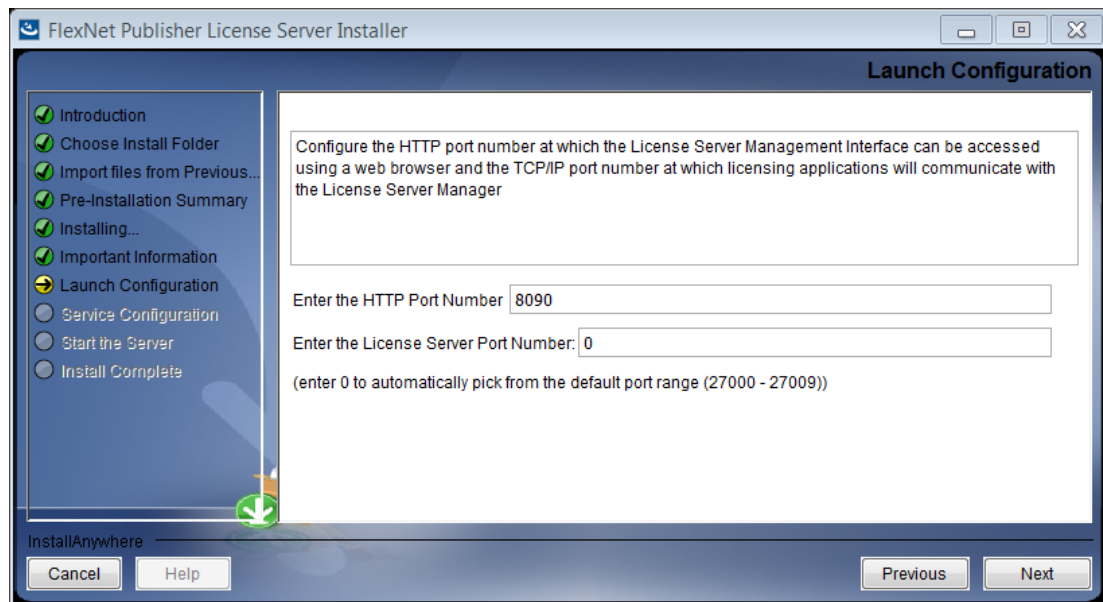 FlexNet Publisher License Server Installer
Launch Configuration
Introduction
Choose Install Folder
Import files from Previous...
Pre-Installation Summary
Installing...
Important Information
Launch Configuration
Service Configuration
Start the Server
Install Complete
Configure the HTTP port number at which the License Server Management Interface can be accessed
using a web browser and the TCP/IP port number at which licensing applications will communicate with
the License Server Manager
Enter the HTTP Port Number 8090
Enter the License Server Port Number: 0
(enter 0 to automatically pick from the default port range (27000 - 27009))
InstallAnywhere
Cancel Help Previous Next